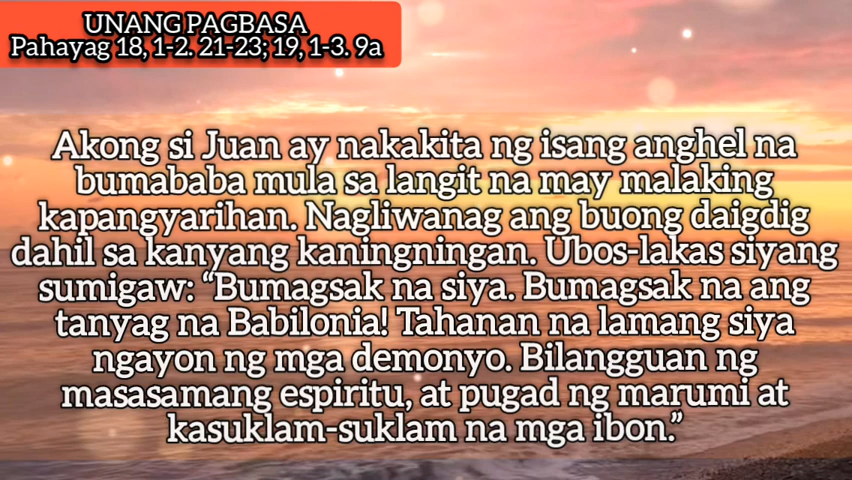 UNANG PAGBASA
Pahayag 18, 1-2. 21-23; 19, 1-3. 9a
Akong si Juan ay nakakita ng isang anghel na
bumababa mula sa langit na may malaking
kapangyarihan. Nagliwanag ang buong daigdig
dahil sa kanyang kaningningan. Ubos-lakas siyang
sumigaw: “Bumagsak na siya. Bumagsak na ang
tanyag na Babilonia! Tahanan na lamang siya
ngayon ng mga demonyo. Bilangguan ng
masasamang espiritu, at pugad ng marumi at
kasuklam-suklam na mga ibon.”